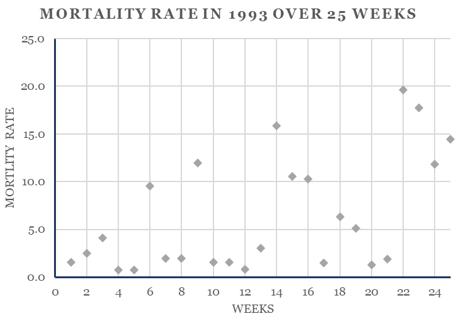 MORTALITY RATE IN 1993 OVER 25 WEEKS
25.0
20.0
15.0
10.0
5.0
0.0
MORTLITY RATE
0 2 4 6 8 10 12 14 16 18 20 22 24
WEEKS